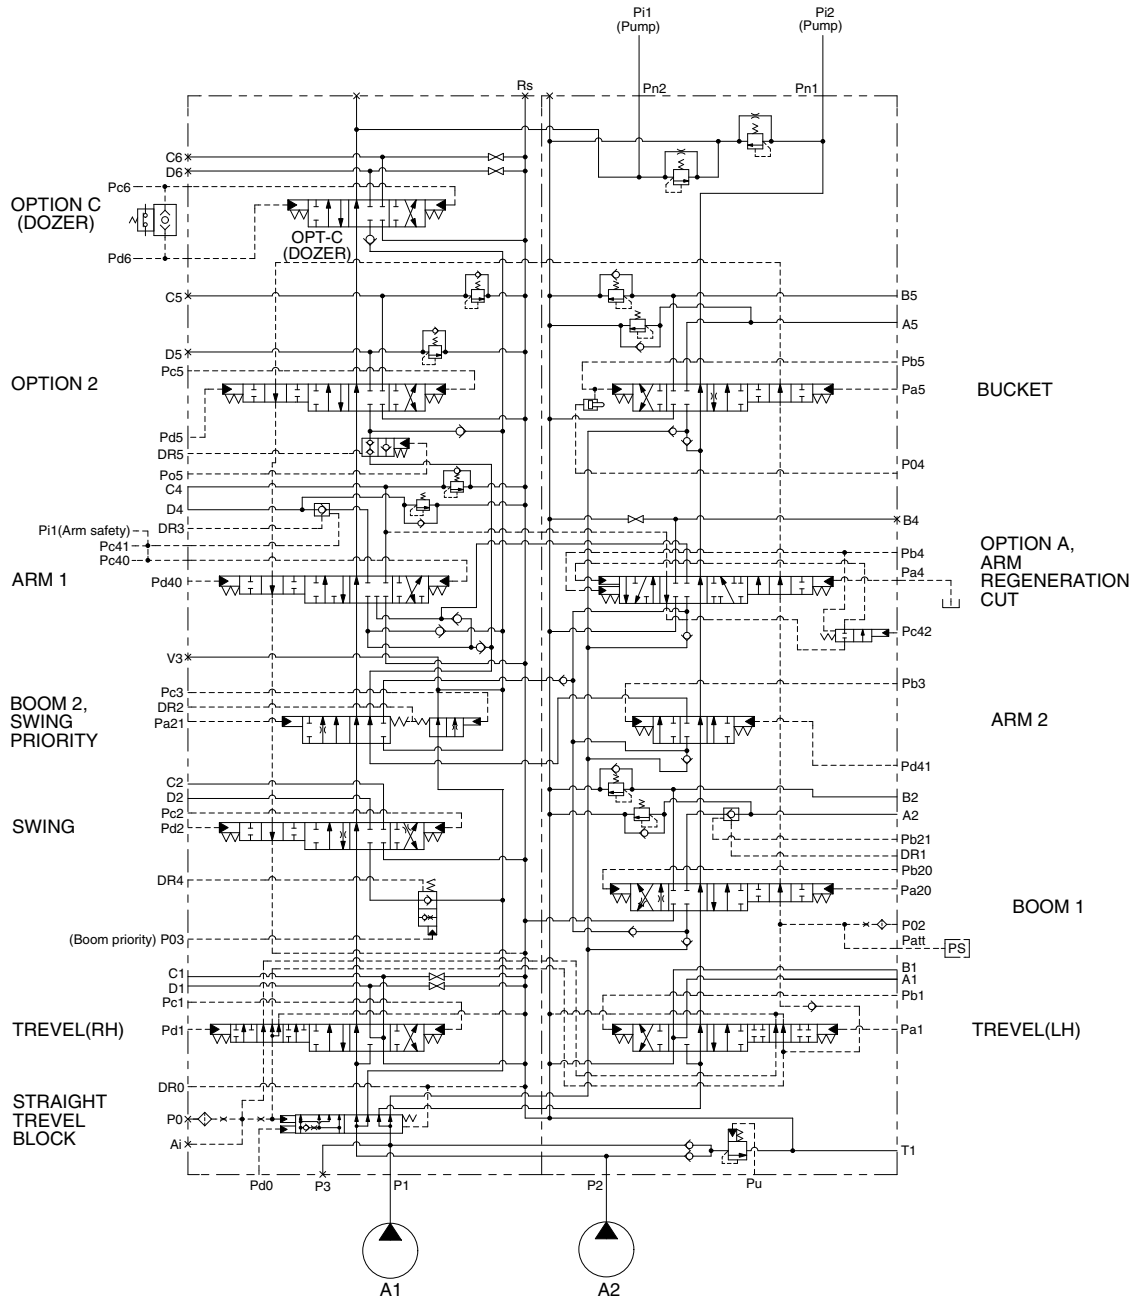 Pi1
(Pump)
Pi2
(Pump)
Rs
Pn2
Pn1
C6
D6
Pc6
OPTION C
(DOZER)
OPT-C
(DOZER)
Pd6
C5
B5
A5
D5
Pc5
OPTION 2
Pb5
Pa5
BUCKET
Pd5
DR5
Po5
P04
C4
D4
DR3
B4
Pi1(Arm safety)
Pc41
Pc40
ARM 1
Pd40
Pb4
Pa4
OPTION A,
ARM
REGENERATION
CUT
Pc42
V3
Pc3
DR2
Pa21
BOOM 2,
SWING
PRIORITY
Pb3
ARM 2
Pd41
C2
D2
Pc2
Pd2
SWING
B2
A2
Pb21
DR1
DR4
Pb20
Pa20
BOOM 1
(Boom priority) P03
P02
Patt
PS
C1
D1
Pc1
Pd1
TREVEL(RH)
B1
A1
Pb1
Pa1
TREVEL(LH)
DR0
STRAIGHT
TREVEL
BLOCK
P0
Ai
T1
Pd0
P3
P1
P2
Pu
A1
A2